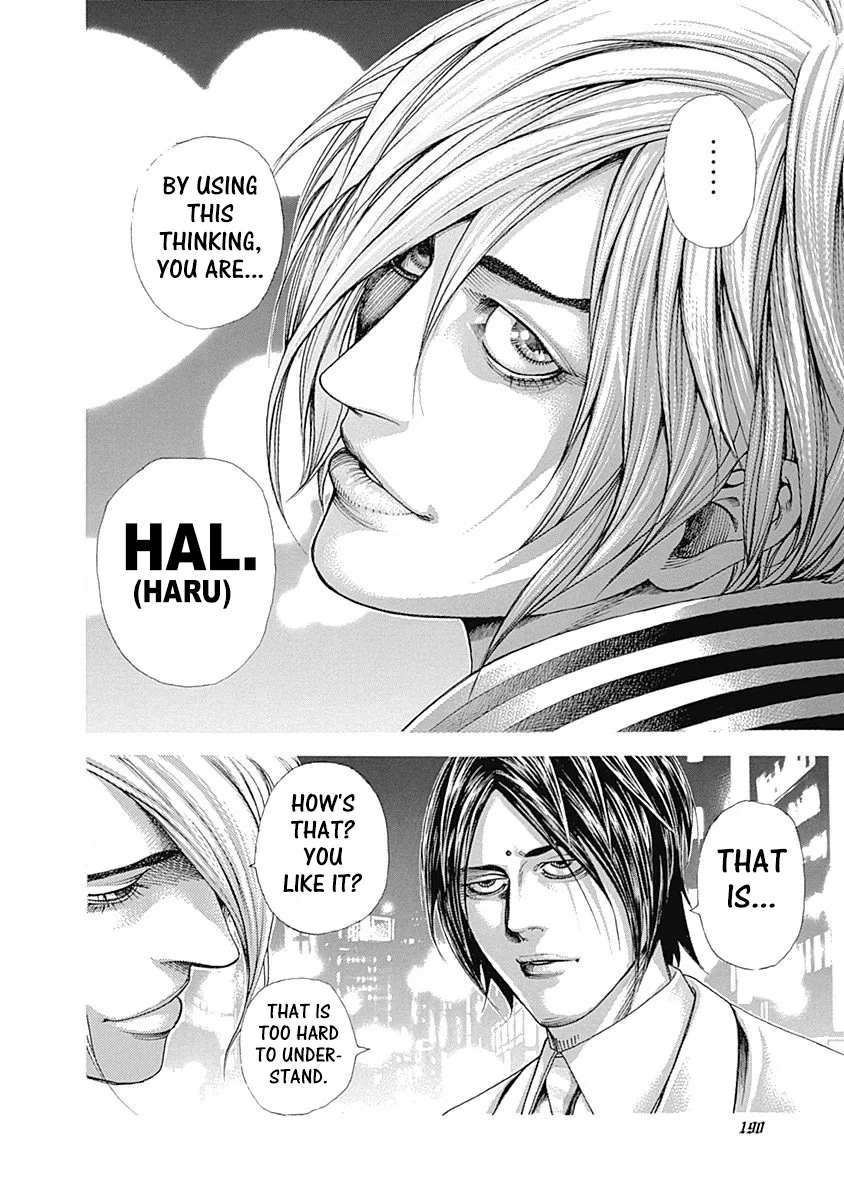 ......
BY USING
THIS
THINKING,
YOU ARE...
HAL.
(HARU)
THAT
IS...
HOW'S
THAT?
YOU
LIKE IT?
THAT IS
TOO HARD
TO UNDER-
STAND.
190